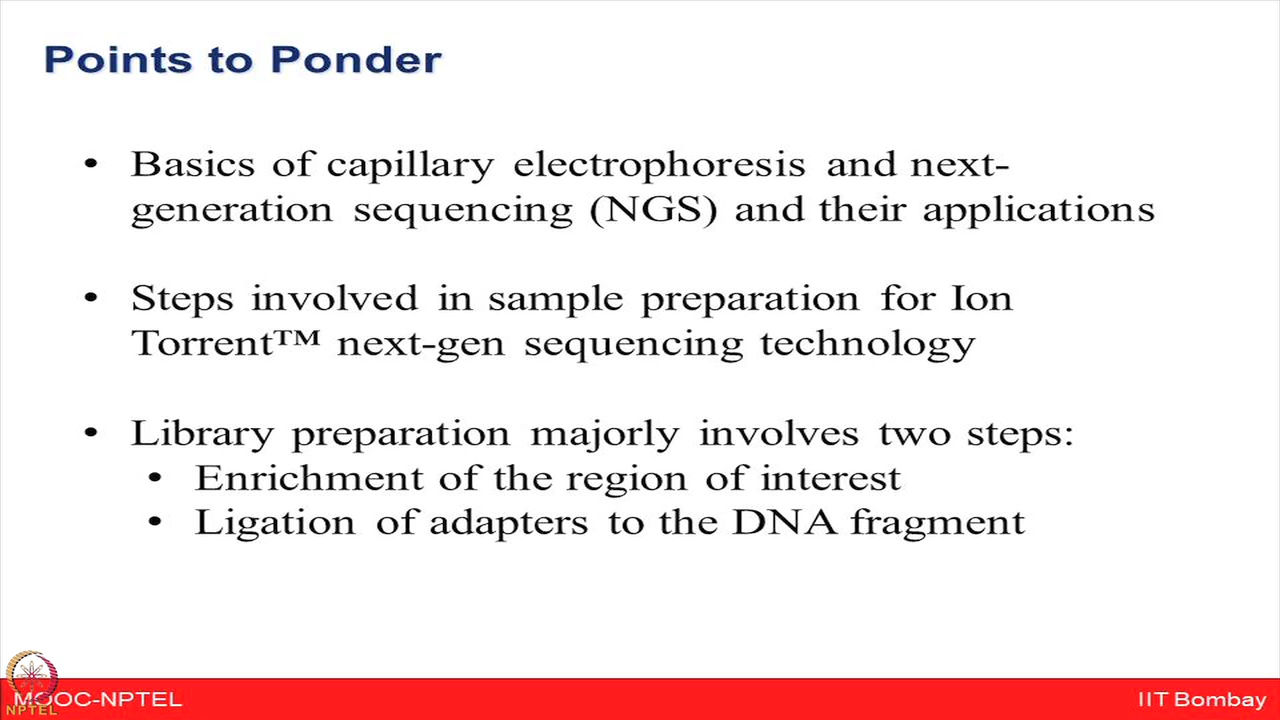 Points to Ponder
• Basics of capillary electrophoresis and next-
generation sequencing (NGS) and their applications
• Steps involved in sample preparation for Ion
Torrent™ next-gen sequencing technology
• Library preparation majorly involves two steps:
• Enrichment of the region of interest
• Ligation of adapters to the DNA fragment
MOOC-NPTEL
NPTEL
IIT Bombay